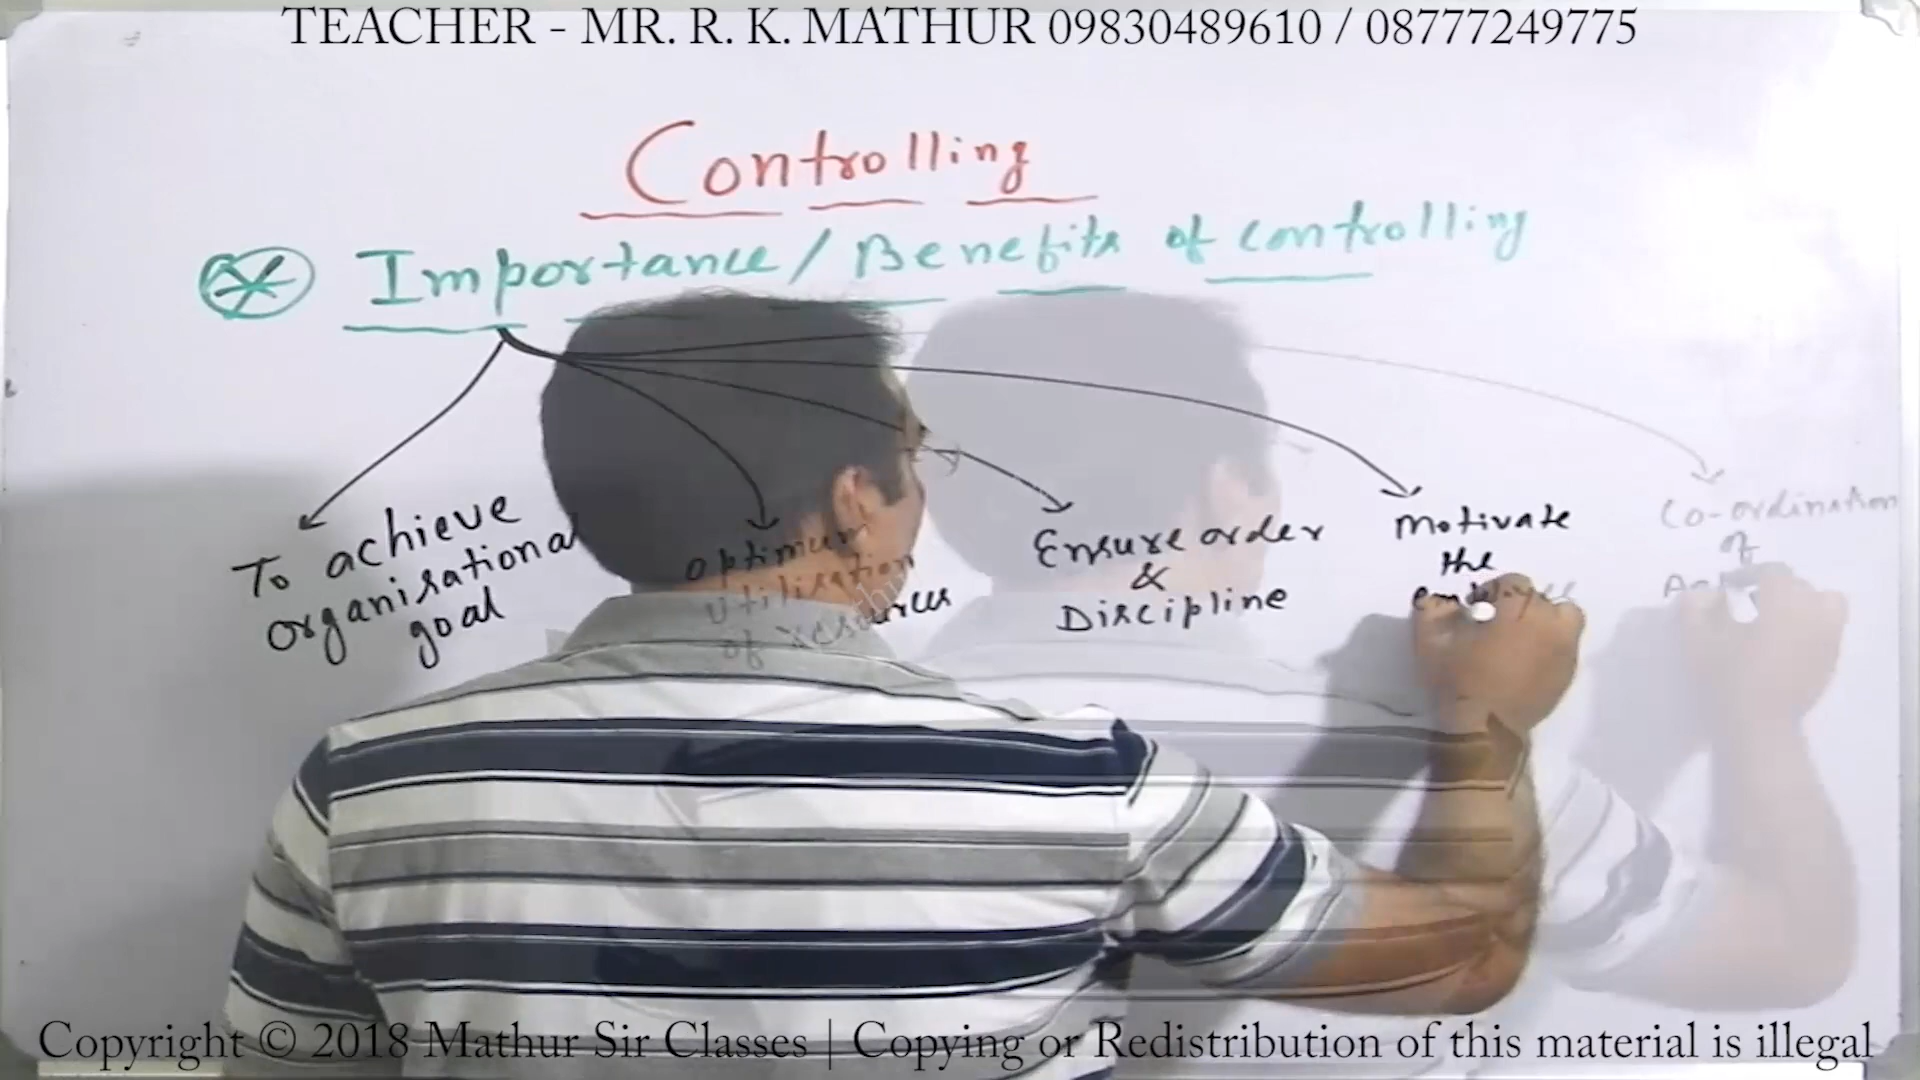 TEACHER - MR. R. K. MATHUR 09830489610 / 08777249775
Controlling
Importance / Benefits of controlling
To achieve
organisational
goal
optimum
utilisation
of resources
Ensure order
&
Discipline
Motivate
the
employees
Co-ordination
of
Copyright © 2018 Mathur Sir Classes | Copying or Redistribution of this material is illegal